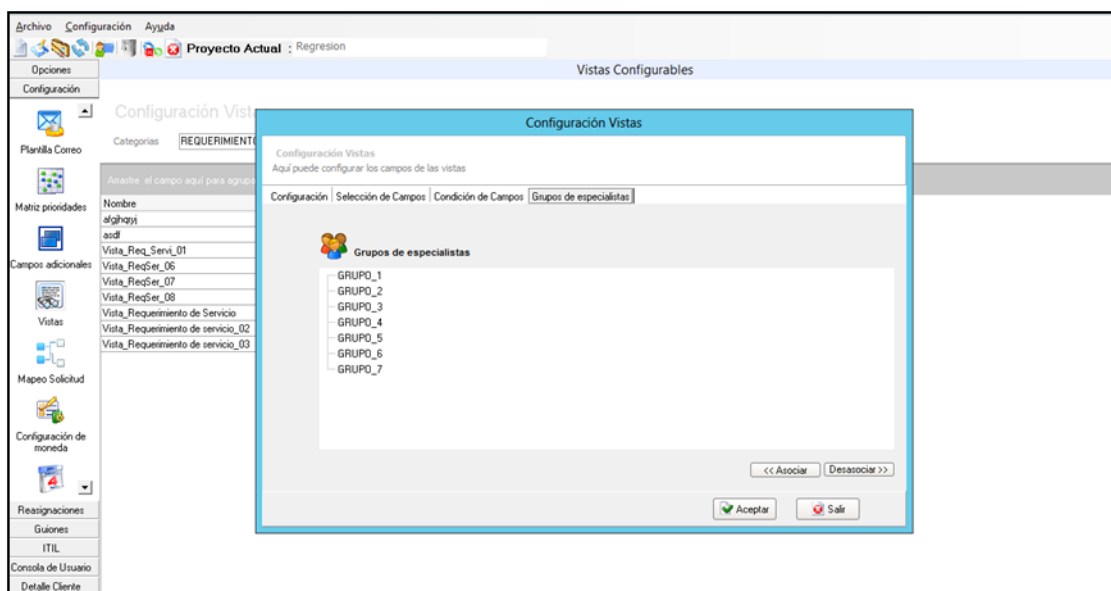 Archivo Configuración Ayuda
Proyecto Actual : Regresion
Opciones
Vistas Configurables
Configuración
Plantilla Correo
Matriz prioridades
Campos adicionales
Vistas
Mapeo Solicitud
Configuración de
moneda
Reasignaciones
Guiones
ITIL
Consola de Usuario
Detalle Cliente
Configuración Vist
Categorias REQUERIMIENTO
Arrastre el campo aquí para agrupa
Nombre
afgjhqryj
asdf
Vista_Req_Servi_01
Vista_ReqSer_06
Vista_ReqSer_07
Vista_ReqSer_08
Vista_Requerimiento de Servicio
Vista_Requerimiento de servicio_02
Vista_Requerimiento de servicio_03
Configuración Vistas
Configuración Vistas
Aquí puede configurar los campos de las vistas
Configuración Selección de Campos Condición de Campos Grupos de especialistas
Grupos de especialistas
GRUPO_1
GRUPO_2
GRUPO_3
GRUPO_4
GRUPO_5
GRUPO_6
GRUPO_7
<< Asociar Desasociar >>
Aceptar Salir